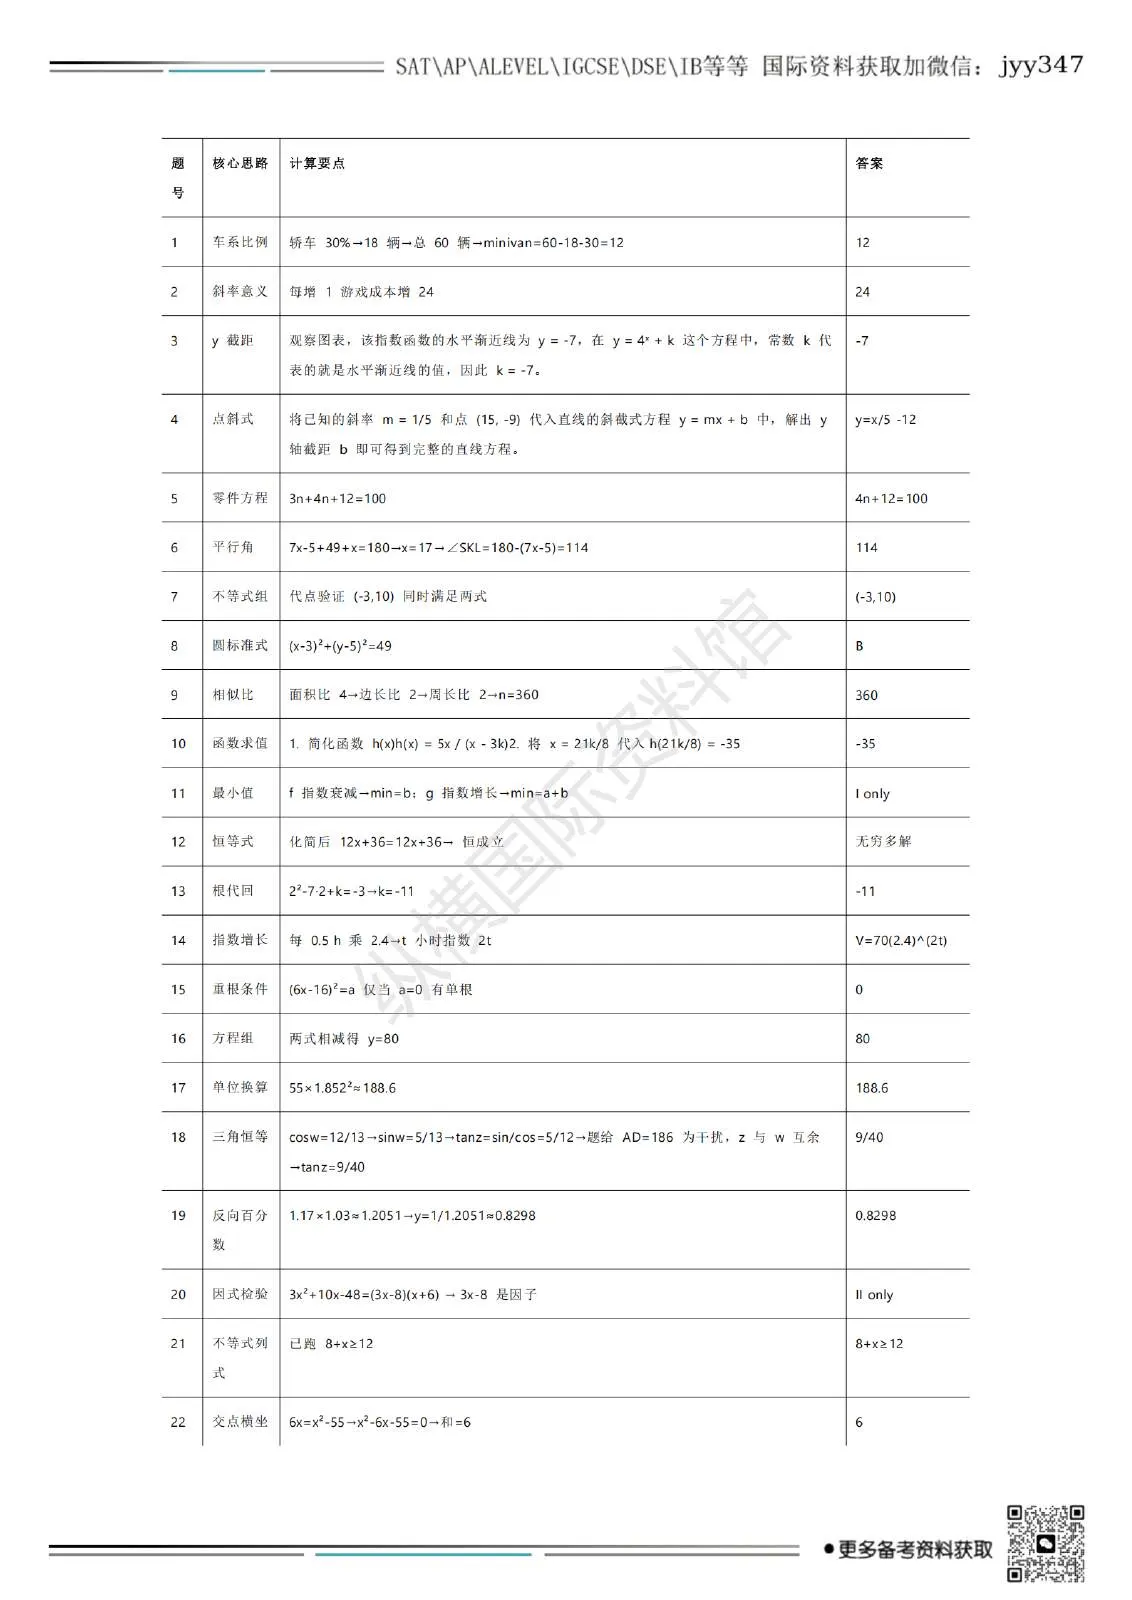 SAT\AP\ALEVEL\IGCSE\DSE\IB等等 国际资料获取加微信：jyy347
题 核心思路 计算要点 答案
号
1 车系比例 轿车 30%→18 辆→总 60 辆→minivan=60-18-30=12 12
2 斜率意义 每增 1 游戏成本增 24 24
3 y 截距 观察图表，该指数函数的水平渐近线为 y = -7，在 y = 4ˣ + k 这个方程中，常数 k 代 -7
表的就是水平渐近线的值，因此 k = -7。
4 点斜式 将已知的斜率 m = 1/5 和点 (15, -9) 代入直线的斜截式方程 y = mx + b 中，解出 y y=x/5 -12
轴截距 b 即可得到完整的直线方程。
5 零件方程 3n+4n+12=100 4n+12=100
6 平行角 7x-5+49+x=180→x=17→∠SKL=180-(7x-5)=114 114
7 不等式组 代点验证 (-3,10) 同时满足两式 (-3,10)
8 圆标准式 (x-3)²+(y-5)²=49 B
9 相似比 面积比 4→边长比 2→周长比 2→n=360 360
10 函数求值 1. 简化函数 h(x)h(x) = 5x / (x - 3k)2. 将 x = 21k/8 代入 h(21k/8) = -35 -35
11 最小值 f 指数衰减→min=b；g 指数增长→min=a+b I only
12 恒等式 化简后 12x+36=12x+36→ 恒成立 无穷多解
13 根代回 2²-7·2+k=-3→k=-11 -11
14 指数增长 每 0.5 h 乘 2.4→t 小时指数 2t V=70(2.4)^(2t)
15 重根条件 (6x-16)²=a 仅当 a=0 有单根 0
16 方程组 两式相减得 y=80 80
17 单位换算 55×1.852²≈188.6 188.6
18 三角恒等 cosw=12/13→sinw=5/13→tanz=sin/cos=5/12→题给 AD=186 为干扰，z 与 w 互余 9/40
→tanz=9/40
19 反向百分 1.17×1.03≈1.2051→y=1/1.2051≈0.8298 0.8298
数
20 因式检验 3x²+10x-48=(3x-8)(x+6) → 3x-8 是因子 II only
21 不等式列 已跑 8+x≥12 8+x≥12
式
22 交点横坐 6x=x²-55→x²-6x-55=0→和=6 6
纵横国际资料馆
●更多备考资料获取